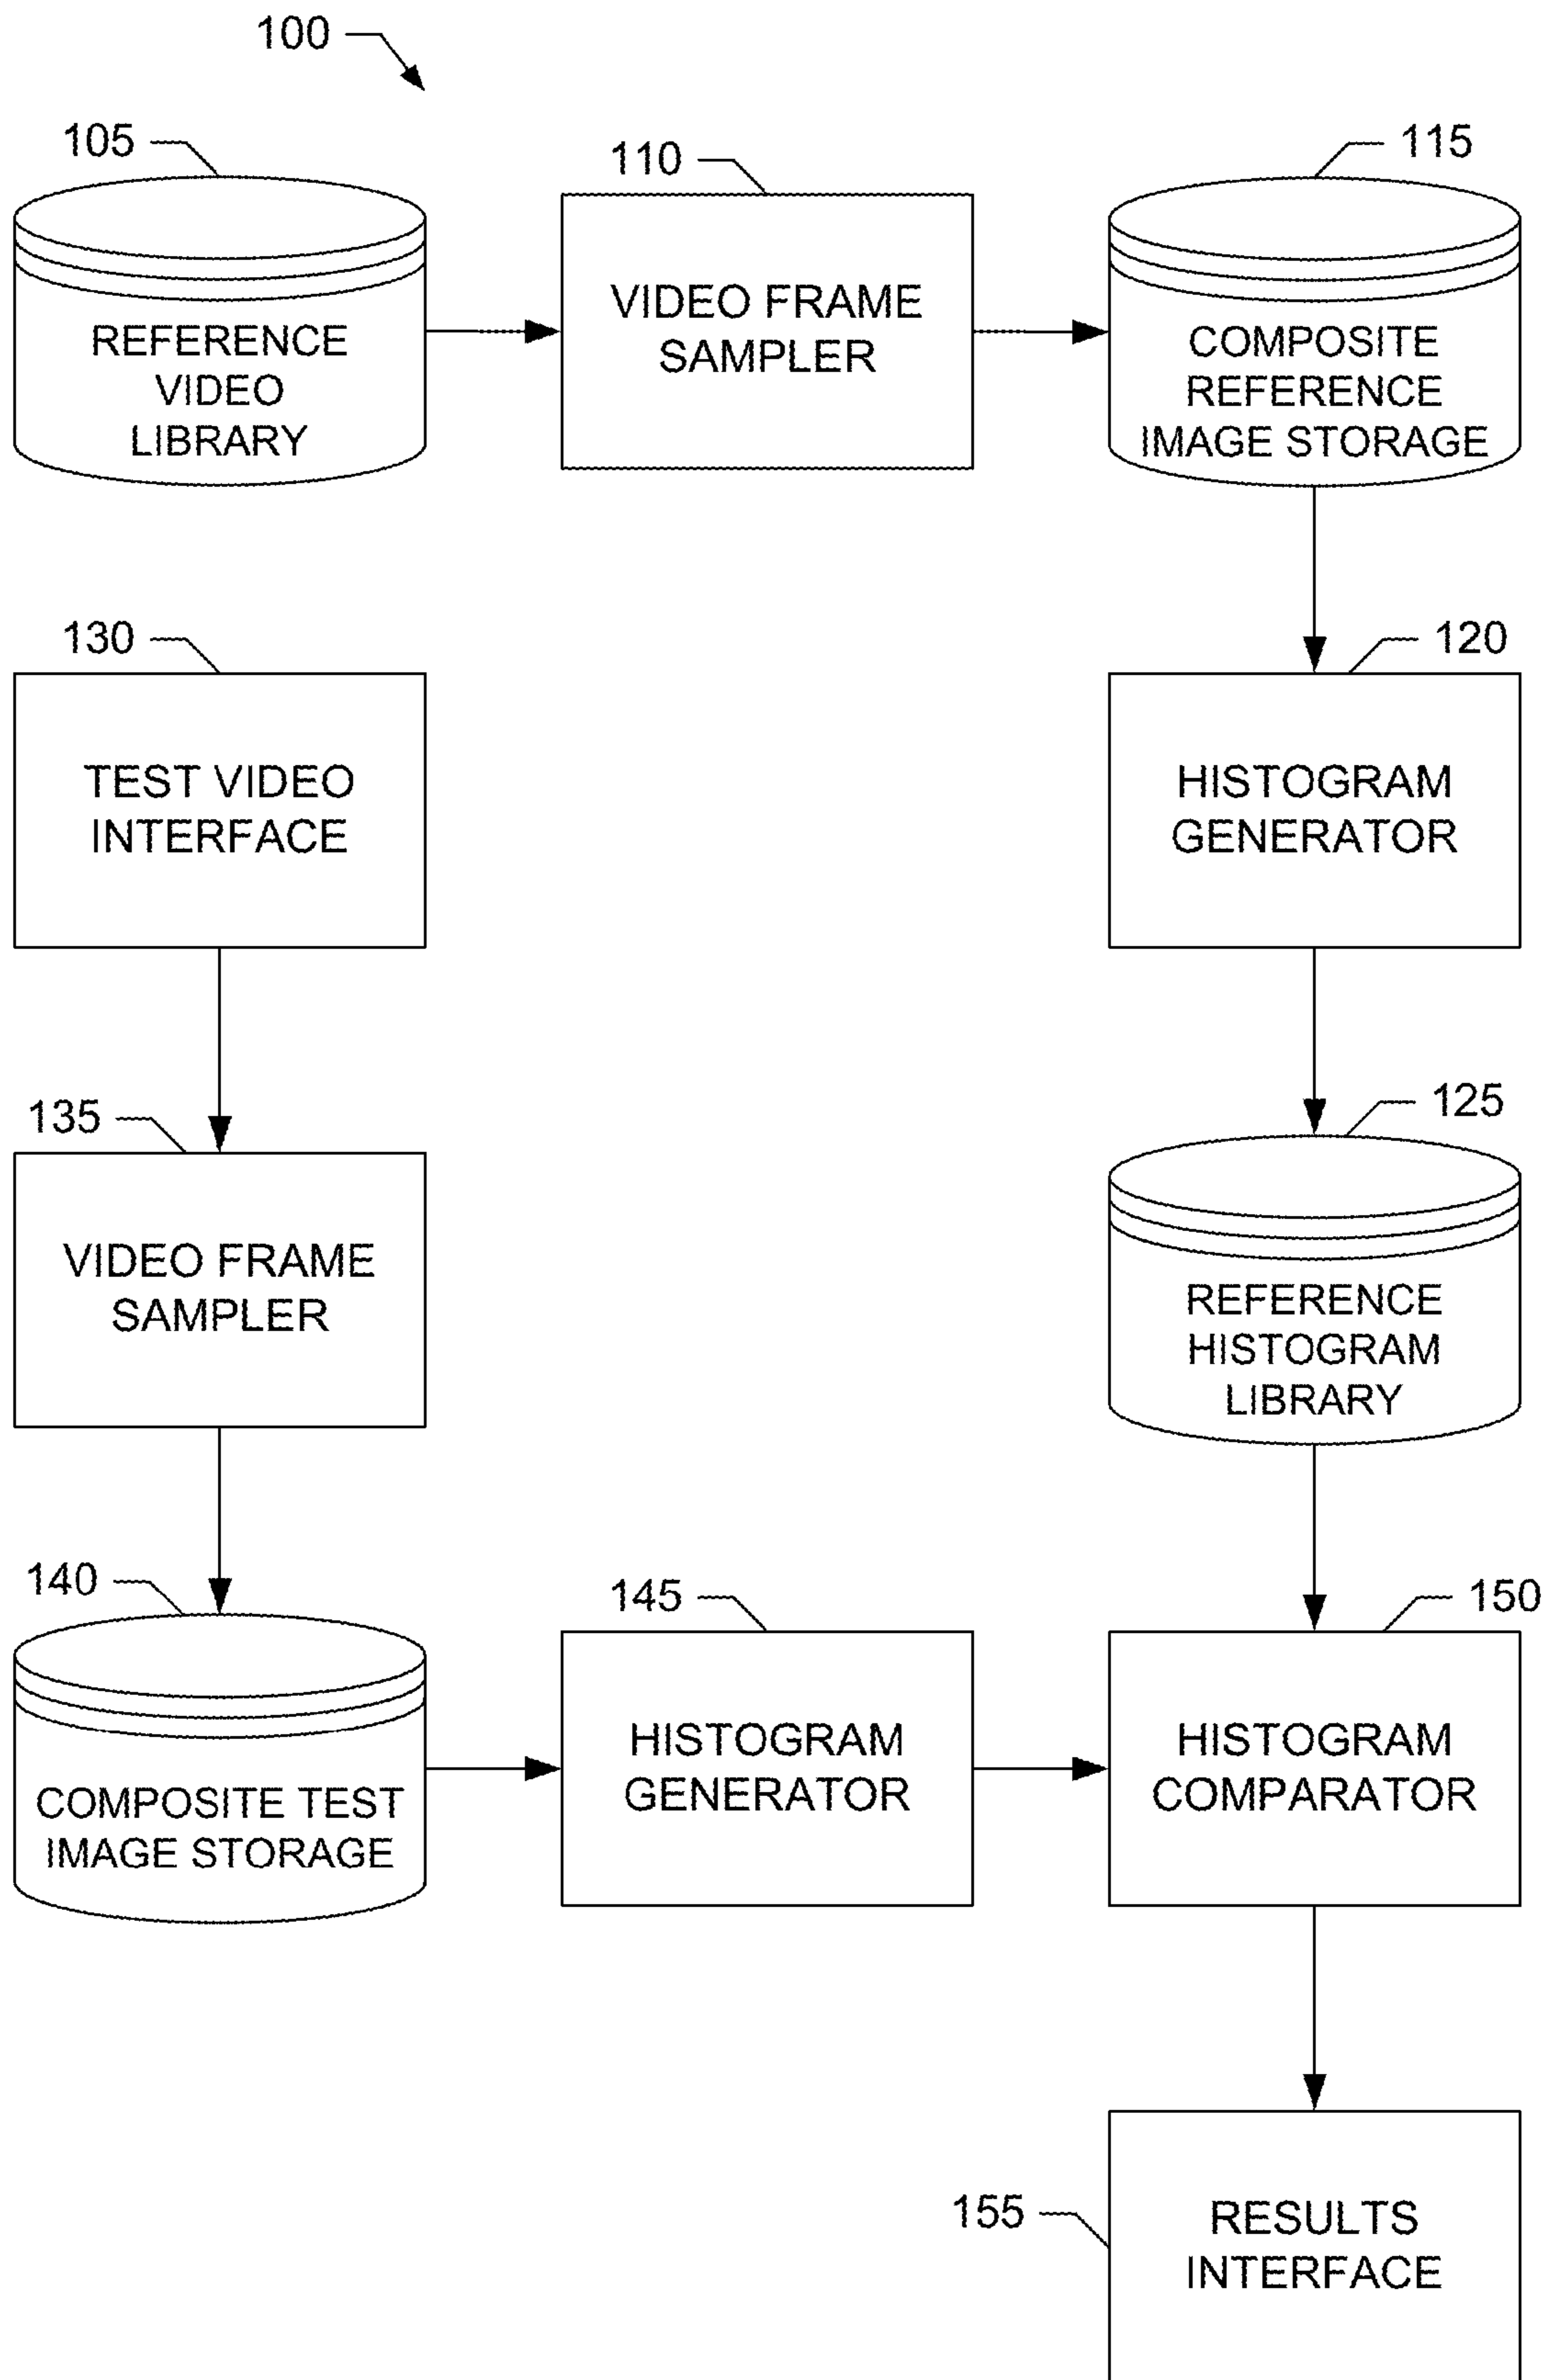 100
105
110
115
REFERENCE
VIDEO
LIBRARY
VIDEO FRAME
SAMPLER
COMPOSITE
REFERENCE
IMAGE STORAGE
130
120
TEST VIDEO
INTERFACE
HISTOGRAM
GENERATOR
135
125
VIDEO FRAME
SAMPLER
REFERENCE
HISTOGRAM
LIBRARY
140
145
150
COMPOSITE TEST
IMAGE STORAGE
HISTOGRAM
GENERATOR
HISTOGRAM
COMPARATOR
155
RESULTS
INTERFACE